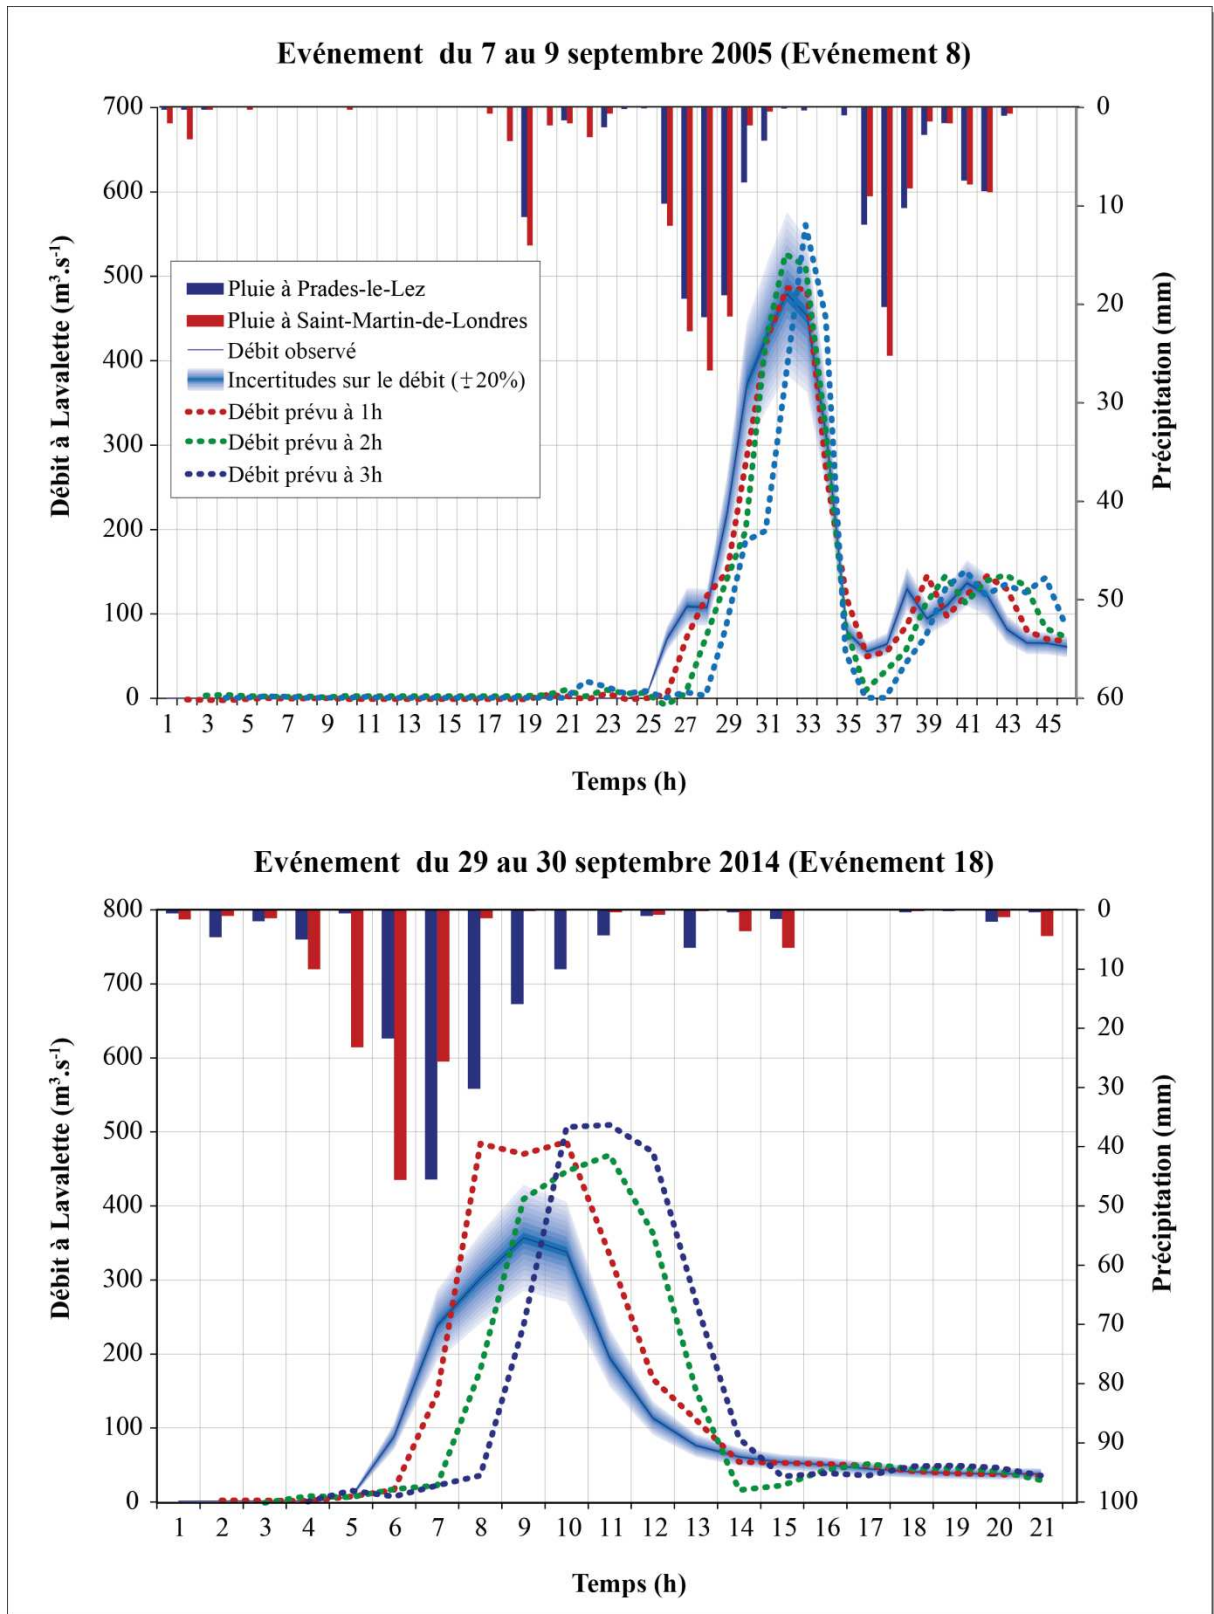 Evénement du 7 au 9 septembre 2005 (Evénement 8)
Débit à Lavalette (m³.s⁻¹)
700
600
500
400
300
200
100
0
Pluie à Prades-le-Lez
Pluie à Saint-Martin-de-Londres
Débit observé
Incertitudes sur le débit (±20%)
Débit prévu à 1h
Débit prévu à 2h
Débit prévu à 3h
0
10
20
30
40
50
60
Précipitation (mm)
1 3 5 7 9 11 13 15 17 19 21 23 25 27 29 31 33 35 37 39 41 43 45
Temps (h)
Evénement du 29 au 30 septembre 2014 (Evénement 18)
Débit à Lavalette (m³.s⁻¹)
800
700
600
500
400
300
200
100
0
0
10
20
30
40
50
60
70
80
90
100
Précipitation (mm)
1 2 3 4 5 6 7 8 9 10 11 12 13 14 15 16 17 18 19 20 21
Temps (h)